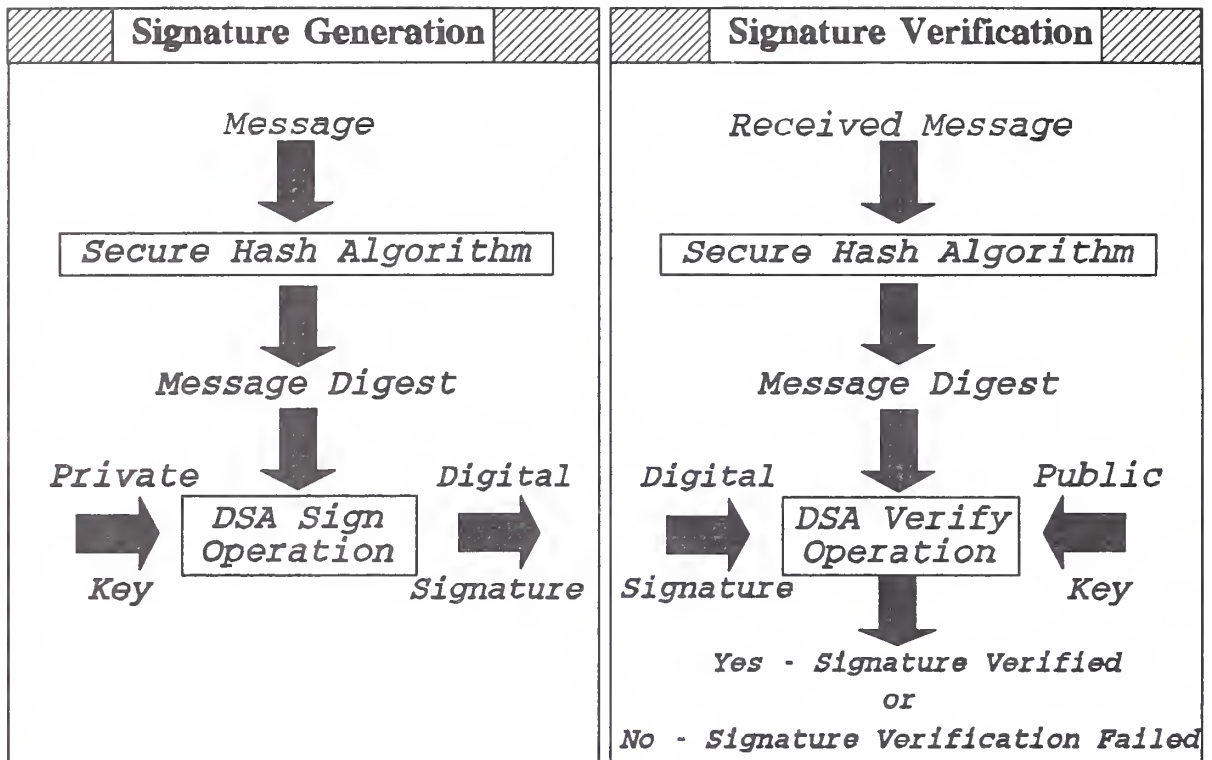 Signature Generation
Message
Secure Hash Algorithm
Message Digest
Private
Key
DSA Sign
Operation
Digital
Signature
Signature Verification
Received Message
Secure Hash Algorithm
Message Digest
Digital
Signature
DSA Verify
Operation
Public
Key
Yes - Signature Verified
or
No - Signature Verification Failed